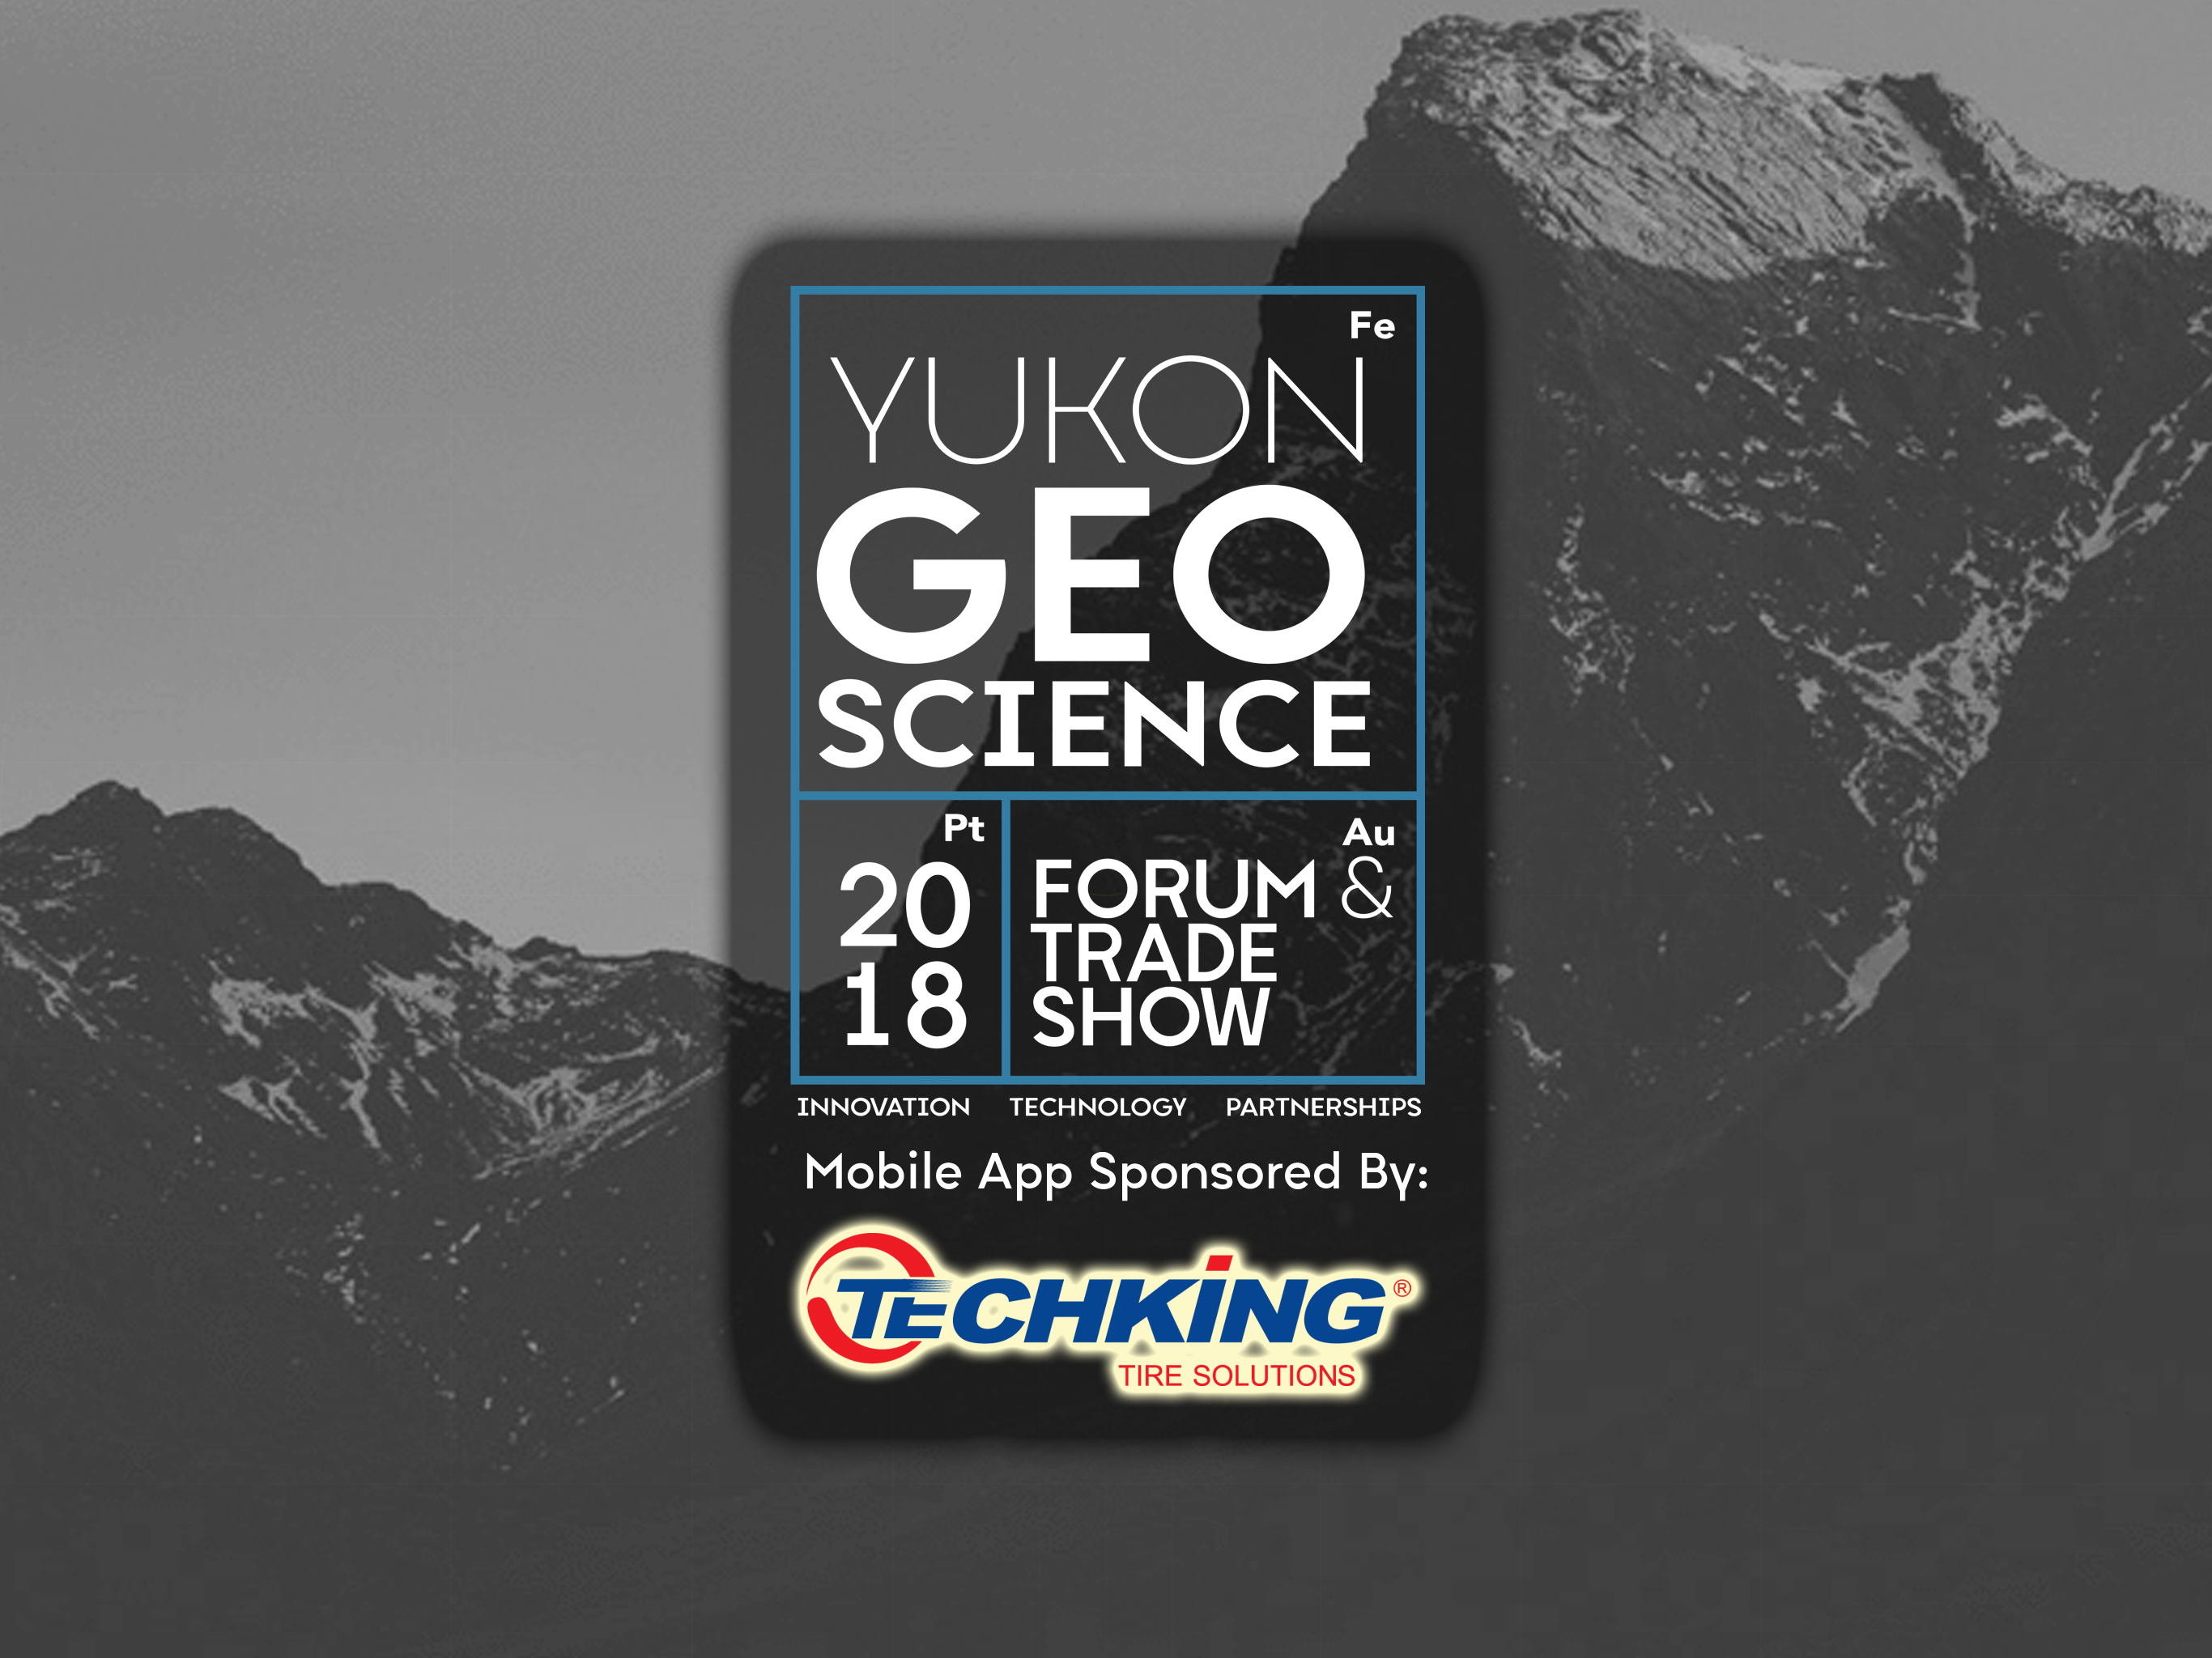 Fe
YUKON
GEO
SCIENCE
Pt
20
18
Au
FORUM &
TRADE
SHOW
INNOVATION TECHNOLOGY PARTNERSHIPS
Mobile App Sponsored By:
TECHKING®
TIRE SOLUTIONS